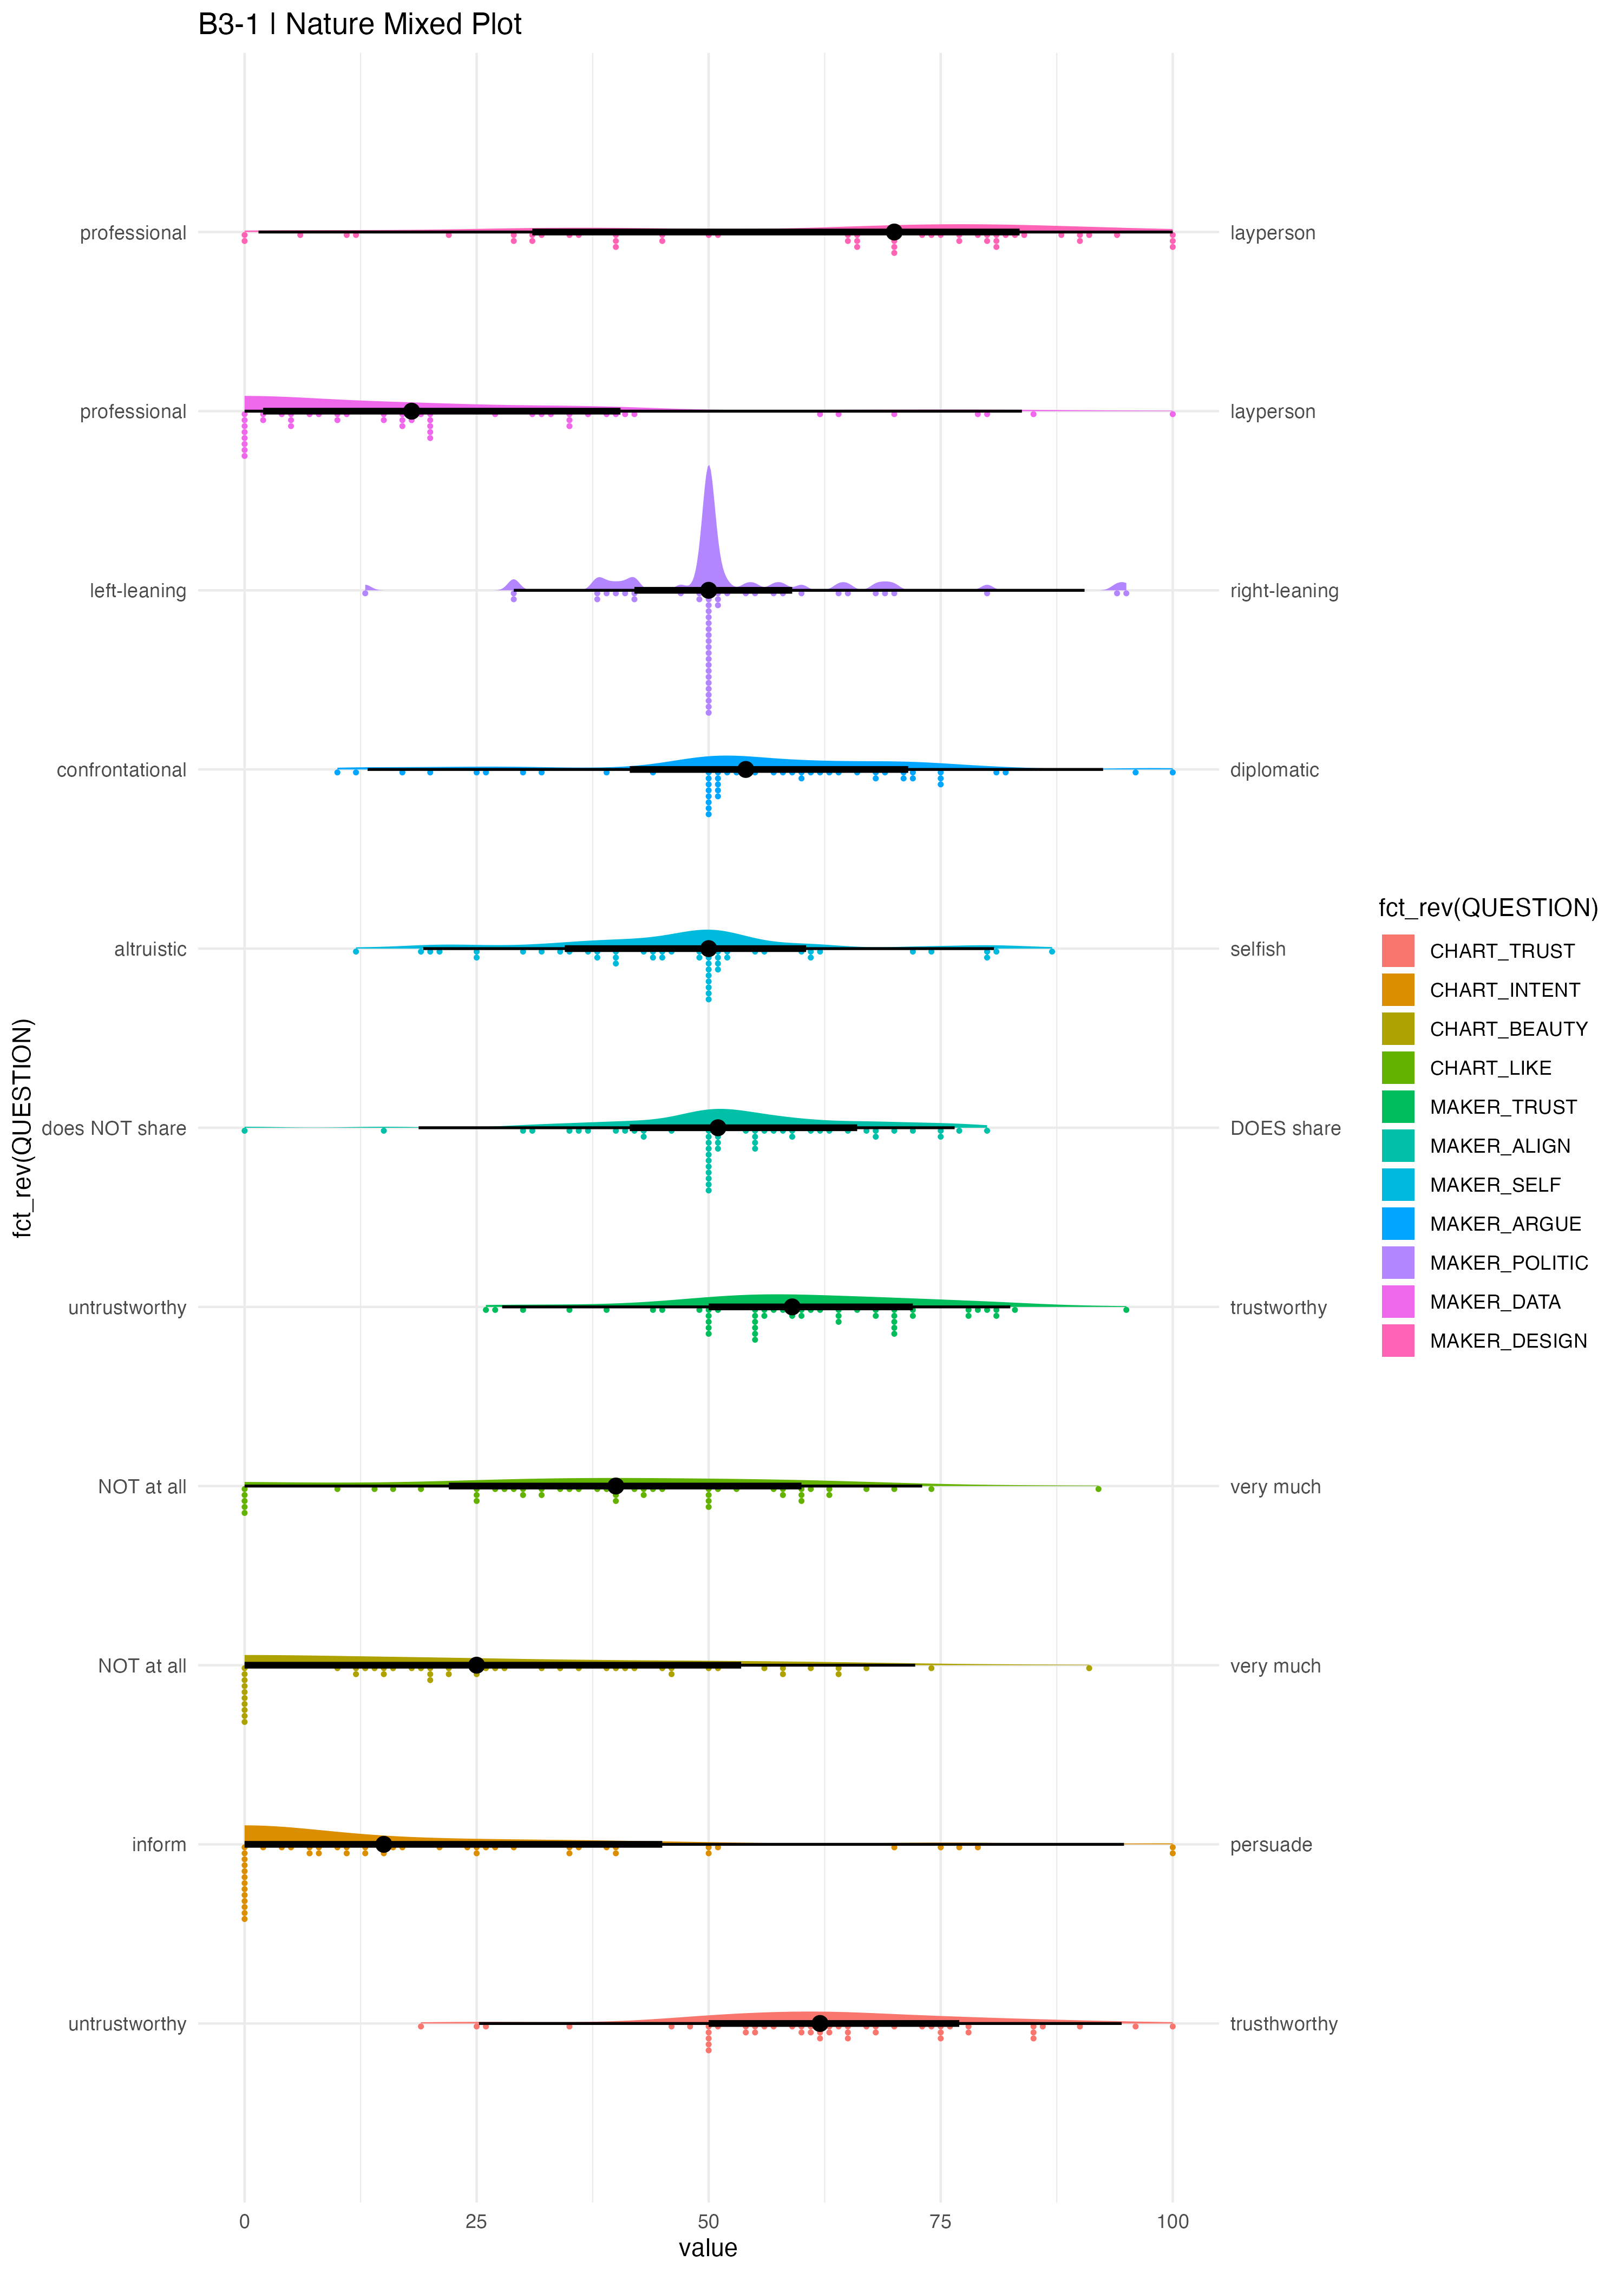 B3-1 | Nature Mixed Plot
professional layperson
professional layperson
left-leaning right-leaning
confrontational diplomatic
altruistic selfish
does NOT share DOES share
untrustworthy trustworthy
NOT at all very much
NOT at all very much
inform persuade
untrustworthy trusthworthy
fct_rev(QUESTION)
0 25 50 75 100
value
fct_rev(QUESTION)
CHART_TRUST
CHART_INTENT
CHART_BEAUTY
CHART_LIKE
MAKER_TRUST
MAKER_ALIGN
MAKER_SELF
MAKER_ARGUE
MAKER_POLITIC
MAKER_DATA
MAKER_DESIGN